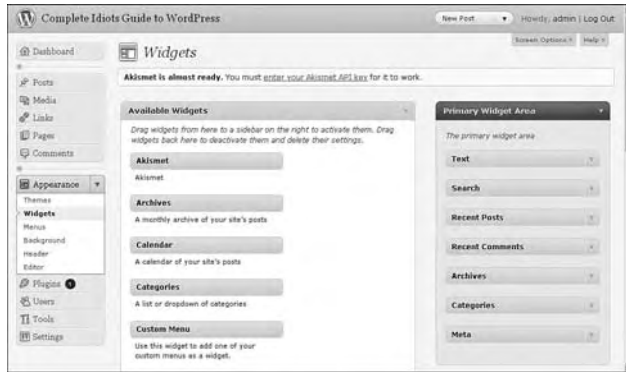 Complete Idiots Guide to WordPress
New Post
Howdy, admin | Log Out
Screen Options
Help
Dashboard
Posts
Media
Links
Pages
Comments
Appearance
Themes
Widgets
Menus
Background
Header
Editor
Plugins
Users
Tools
Settings
Widgets
Akismet is almost ready. You must enter your Akismet API key for it to work.
Available Widgets
Drag widgets from here to a sidebar on the right to activate them. Drag
widgets back here to deactivate them and delete their settings.
Akismet
Akismet
Archives
A monthly archive of your site's posts
Calendar
A calendar of your site's posts
Categories
A list or dropdown of categories
Custom Menu
Use this widget to add one of your
custom menus as a widget.
Primary Widget Area
The primary widget area
Text
Search
Recent Posts
Recent Comments
Archives
Categories
Meta